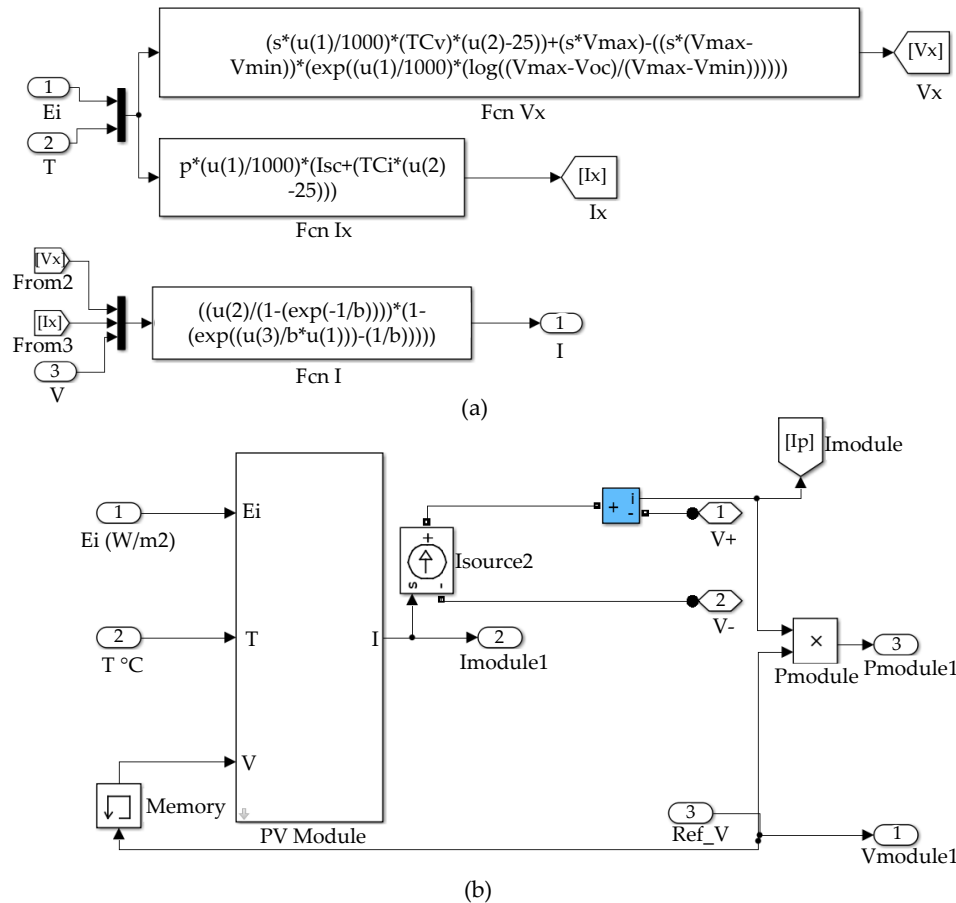 (s*(u(1)/1000)*(TCv)*(u(2)-25))+(s*Vmax)-((s*(Vmax-
Vmin))*(exp((u(1)/1000)*(log((Vmax-Voc)/(Vmax-Vmin))))))
Fcn Vx
[Vx]
Vx
1
Ei
2
T
p*(u(1)/1000)*(Isc+(TCi*(u(2)
-25)))
Fcn Ix
[Ix]
Ix
[Vx]
From2
[Ix]
From3
3
V
((u(2)/(1-(exp(-1/b))))*(1-
(exp((u(3)/b*u(1)))-(1/b)))))
Fcn I
1
I
(a)
[Ip]
Imodule
1
Ei (W/m2)
Ei
+
i
-
1
V+
+
s
-
Isource2
2
V-
2
T °C
T
I
2
Imodule1
×
Pmodule
3
Pmodule1
V
Memory
PV Module
3
Ref_V
1
Vmodule1
(b)